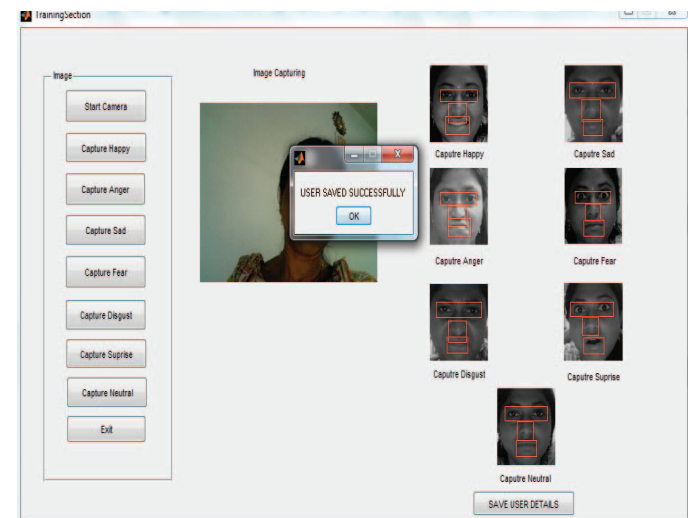 TrainingSection
Image
Start Camera
Capture Happy
Capture Anger
Capture Sad
Capture Fear
Capture Disgust
Capture Suprise
Capture Neutral
Exit
Image Capturing
USER SAVED SUCCESSFULLY
OK
Caputre Happy
Caputre Sad
Caputre Anger
Caputre Fear
Caputre Disgust
Caputre Suprise
Caputre Neutral
SAVE USER DETAILS